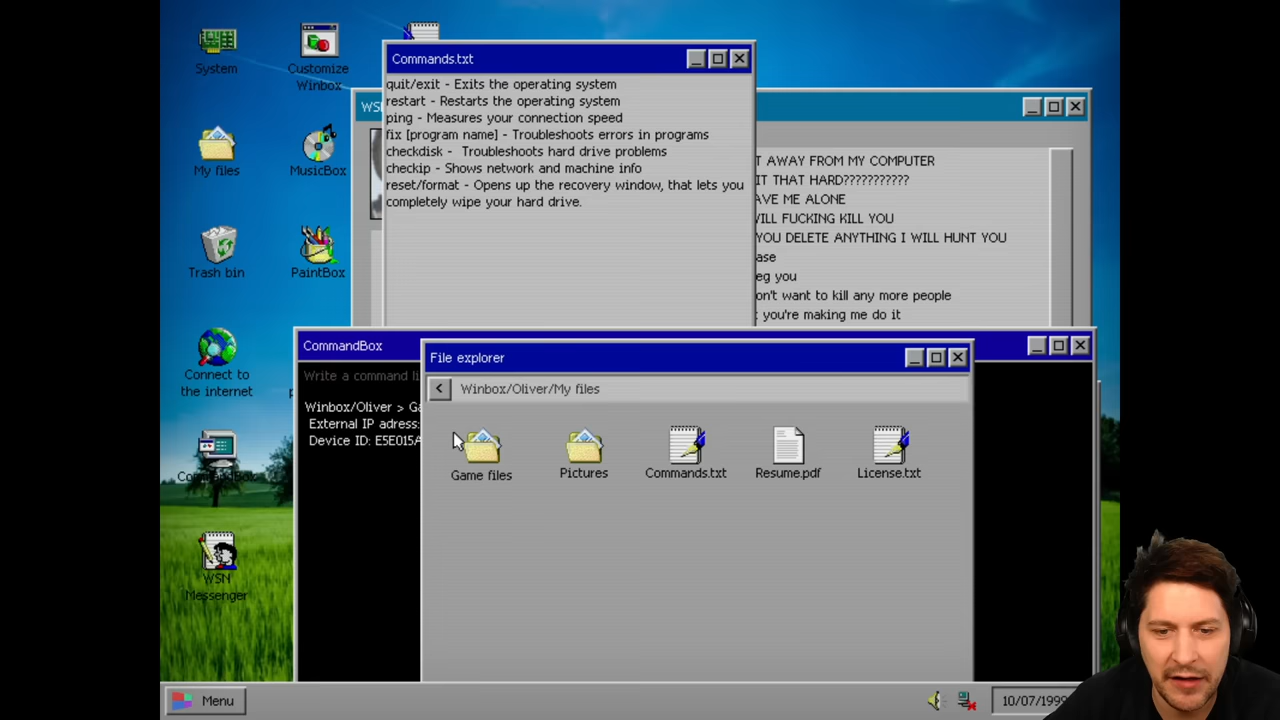 System
Customize
Winbox
My files
MusicBox
Trash bin
PaintBox
Connect to
the internet
WSN
Messenger
Commands.txt
quit/exit - Exits the operating system
restart - Restarts the operating system
ping - Measures your connection speed
fix [program name] - Troubleshoots errors in programs
checkdisk - Troubleshoots hard drive problems
checkip - Shows network and machine info
reset/format - Opens up the recovery window, that lets you
completely wipe your hard drive.
T AWAY FROM MY COMPUTER
IT THAT HARD???????????
AVE ME ALONE
VILL FUCKING KILL YOU
YOU DELETE ANYTHING I WILL HUNT YOU
ase
eg you
on't want to kill any more people
you're making me do it
CommandBox
Write a command li
Winbox/Oliver > Ga
External IP adress:
Device ID: E5E015A
File explorer
< Winbox/Oliver/My files
Game files
Pictures
Commands.txt
Resume.pdf
License.txt
Menu
10/07/1999